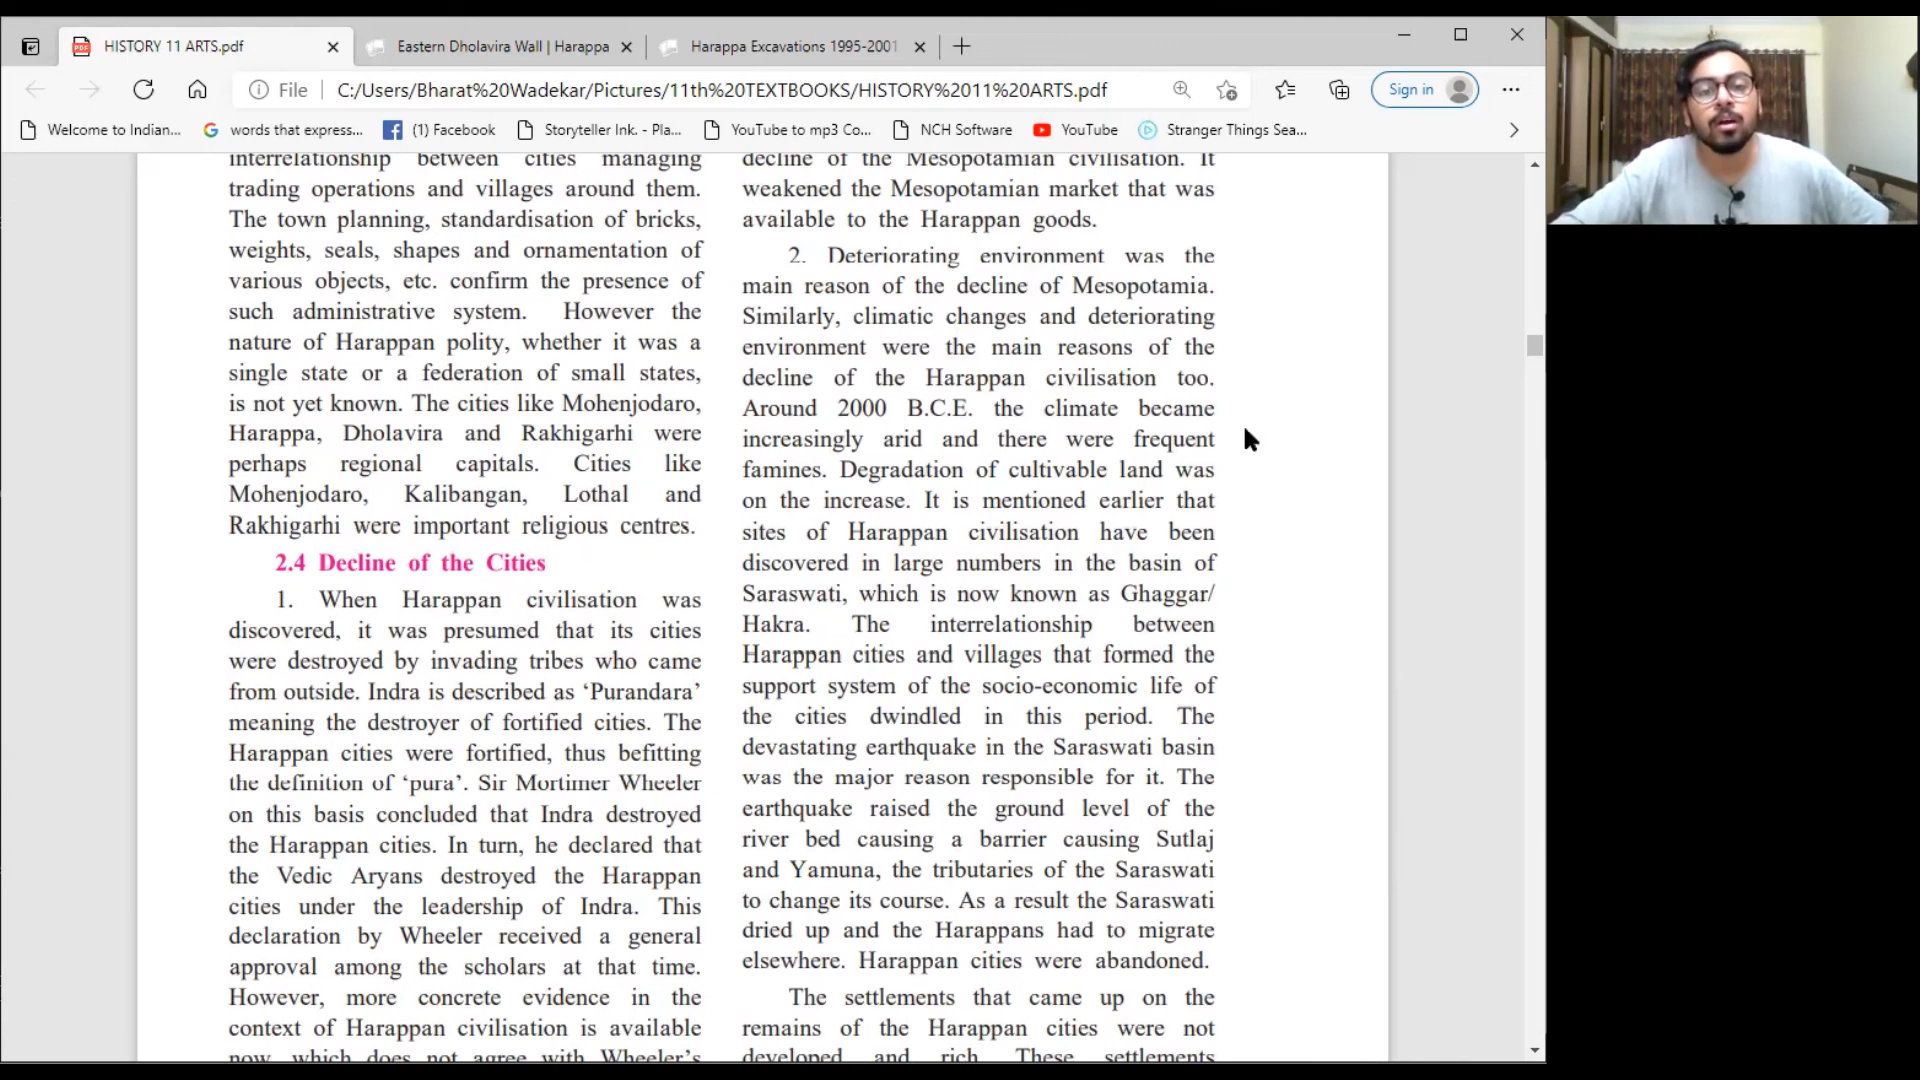 HISTORY 11 ARTS.pdf
Eastern Dholavira Wall | Harappa
Harappa Excavations 1995-2001
File
C:/Users/Bharat%20Wadekar/Pictures/11th%20TEXTBOOKS/HISTORY%2011%20ARTS.pdf
Sign in
Welcome to Indian...
words that express...
(1) Facebook
Storyteller Ink. - Pla...
YouTube to mp3 Co...
NCH Software
YouTube
Stranger Things Sea...
interrelationship between cities managing
trading operations and villages around them.
The town planning, standardisation of bricks,
weights, seals, shapes and ornamentation of
various objects, etc. confirm the presence of
such administrative system. However the
nature of Harappan polity, whether it was a
single state or a federation of small states,
is not yet known. The cities like Mohenjodaro,
Harappa, Dholavira and Rakhigarhi were
perhaps regional capitals. Cities like
Mohenjodaro, Kalibangan, Lothal and
Rakhigarhi were important religious centres.
2.4 Decline of the Cities
1. When Harappan civilisation was
discovered, it was presumed that its cities
were destroyed by invading tribes who came
from outside. Indra is described as ‘Purandara’
meaning the destroyer of fortified cities. The
Harappan cities were fortified, thus befitting
the definition of ‘pura’. Sir Mortimer Wheeler
on this basis concluded that Indra destroyed
the Harappan cities. In turn, he declared that
the Vedic Aryans destroyed the Harappan
cities under the leadership of Indra. This
declaration by Wheeler received a general
approval among the scholars at that time.
However, more concrete evidence in the
context of Harappan civilisation is available
now, which does not agree with Wheeler’s
decline of the Mesopotamian civilisation. It
weakened the Mesopotamian market that was
available to the Harappan goods.
2. Deteriorating environment was the
main reason of the decline of Mesopotamia.
Similarly, climatic changes and deteriorating
environment were the main reasons of the
decline of the Harappan civilisation too.
Around 2000 B.C.E. the climate became
increasingly arid and there were frequent
famines. Degradation of cultivable land was
on the increase. It is mentioned earlier that
sites of Harappan civilisation have been
discovered in large numbers in the basin of
Saraswati, which is now known as Ghaggar/
Hakra. The interrelationship between
Harappan cities and villages that formed the
support system of the socio-economic life of
the cities dwindled in this period. The
devastating earthquake in the Saraswati basin
was the major reason responsible for it. The
earthquake raised the ground level of the
river bed causing a barrier causing Sutlaj
and Yamuna, the tributaries of the Saraswati
to change its course. As a result the Saraswati
dried up and the Harappans had to migrate
elsewhere. Harappan cities were abandoned.
The settlements that came up on the
remains of the Harappan cities were not
developed and rich. These settlements